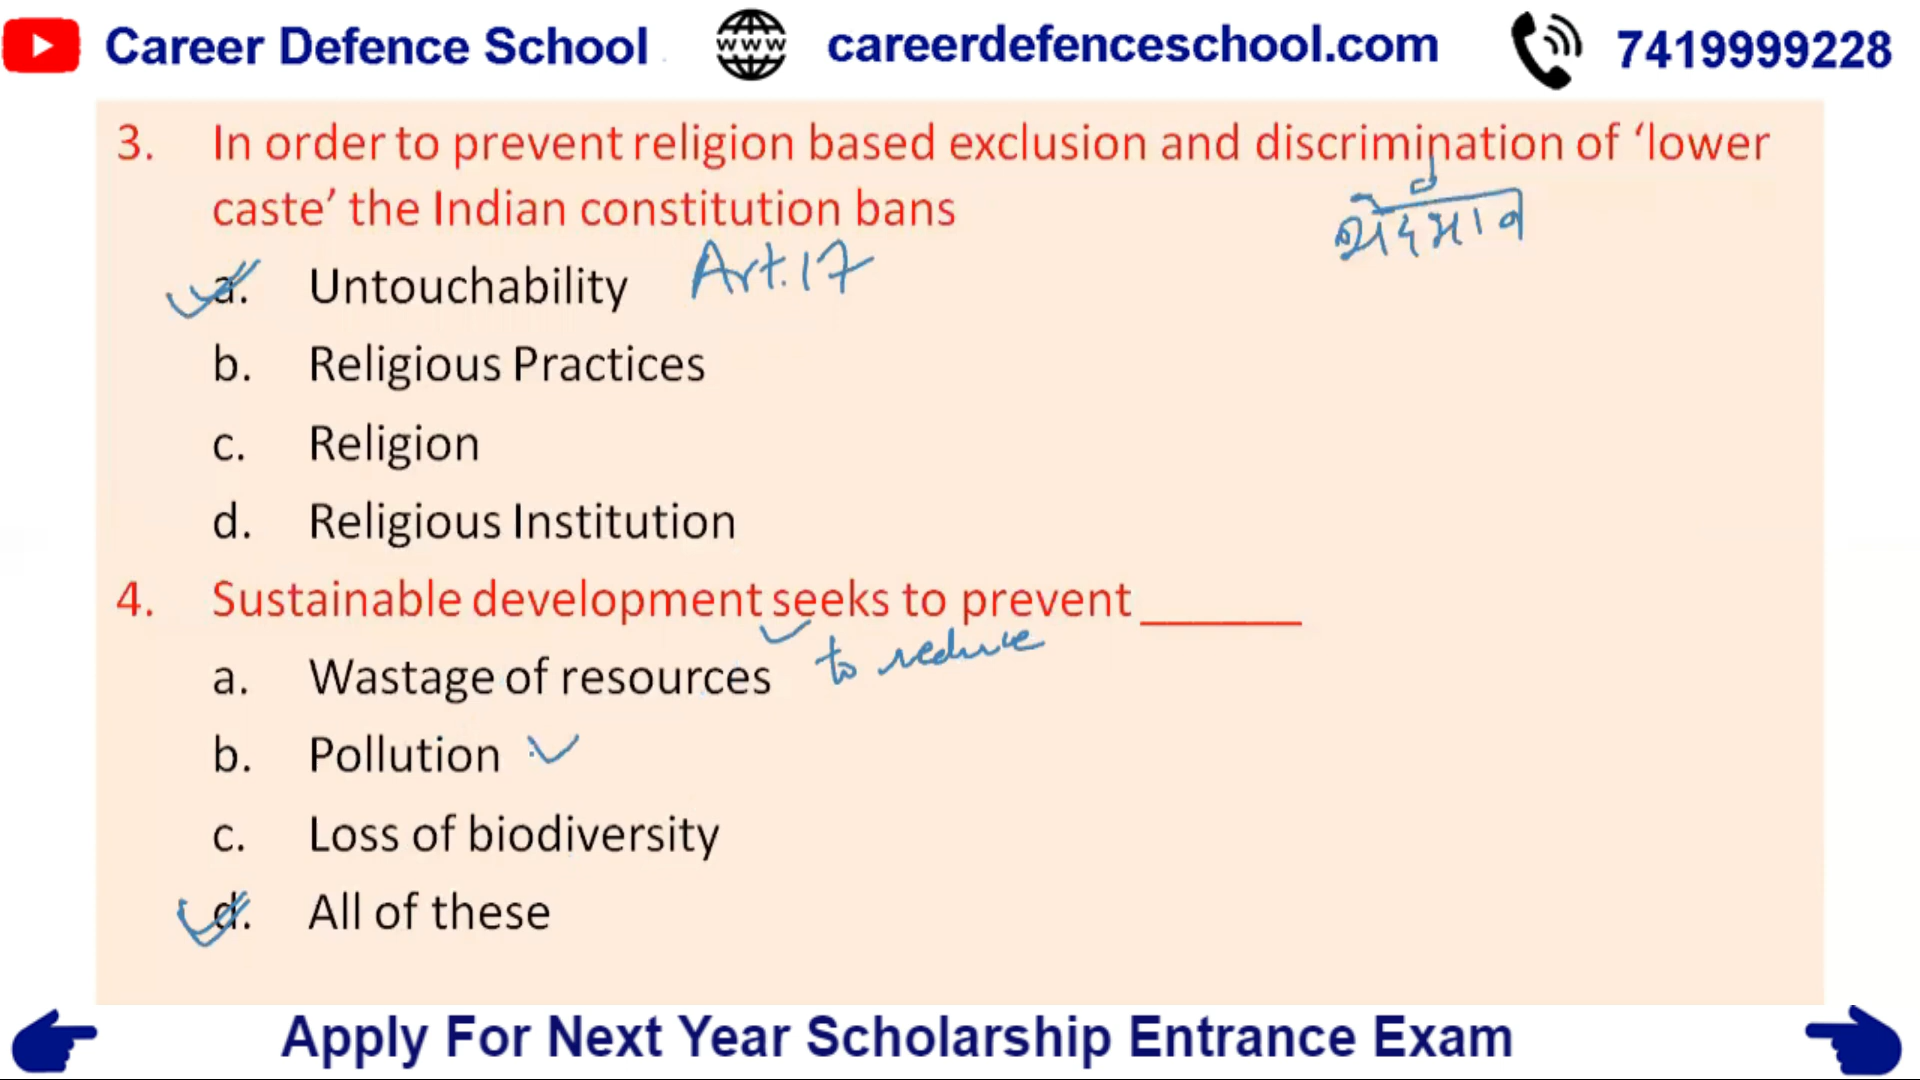 Career Defence School
www
careerdefenceschool.com
7419999228
3. In order to prevent religion based exclusion and discrimination of ‘lower
caste’ the Indian constitution bans
भेदभाव
a. Untouchability Art.17
b. Religious Practices
c. Religion
d. Religious Institution
4. Sustainable development seeks to prevent ______
to reduce
a. Wastage of resources
b. Pollution
c. Loss of biodiversity
d. All of these
Apply For Next Year Scholarship Entrance Exam